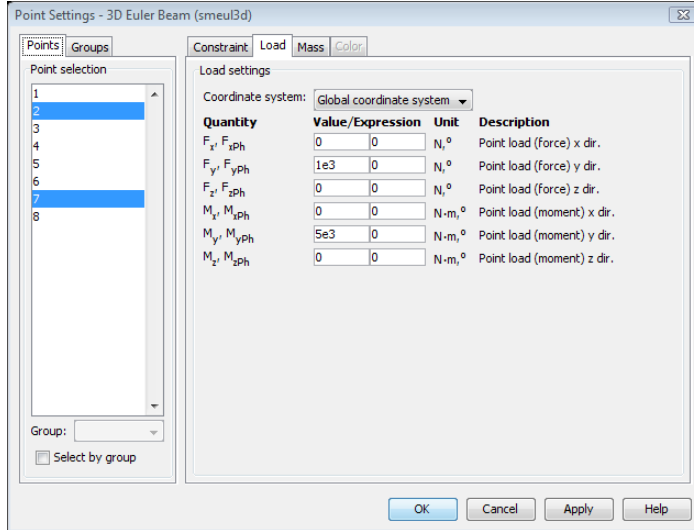 Point Settings - 3D Euler Beam (smeul3d)
Points Groups
Point selection
1
2
3
4
5
6
7
8
Group:
Select by group
Constraint Load Mass Color
Load settings
Coordinate system: Global coordinate system
Quantity Value/Expression Unit Description
Fx, FxPh 0 0 N,° Point load (force) x dir.
Fy, FyPh 1e3 0 N,° Point load (force) y dir.
Fz, FzPh 0 0 N,° Point load (force) z dir.
Mx, MxPh 0 0 N·m,° Point load (moment) x dir.
My, MyPh 5e3 0 N·m,° Point load (moment) y dir.
Mz, MzPh 0 0 N·m,° Point load (moment) z dir.
OK Cancel Apply Help